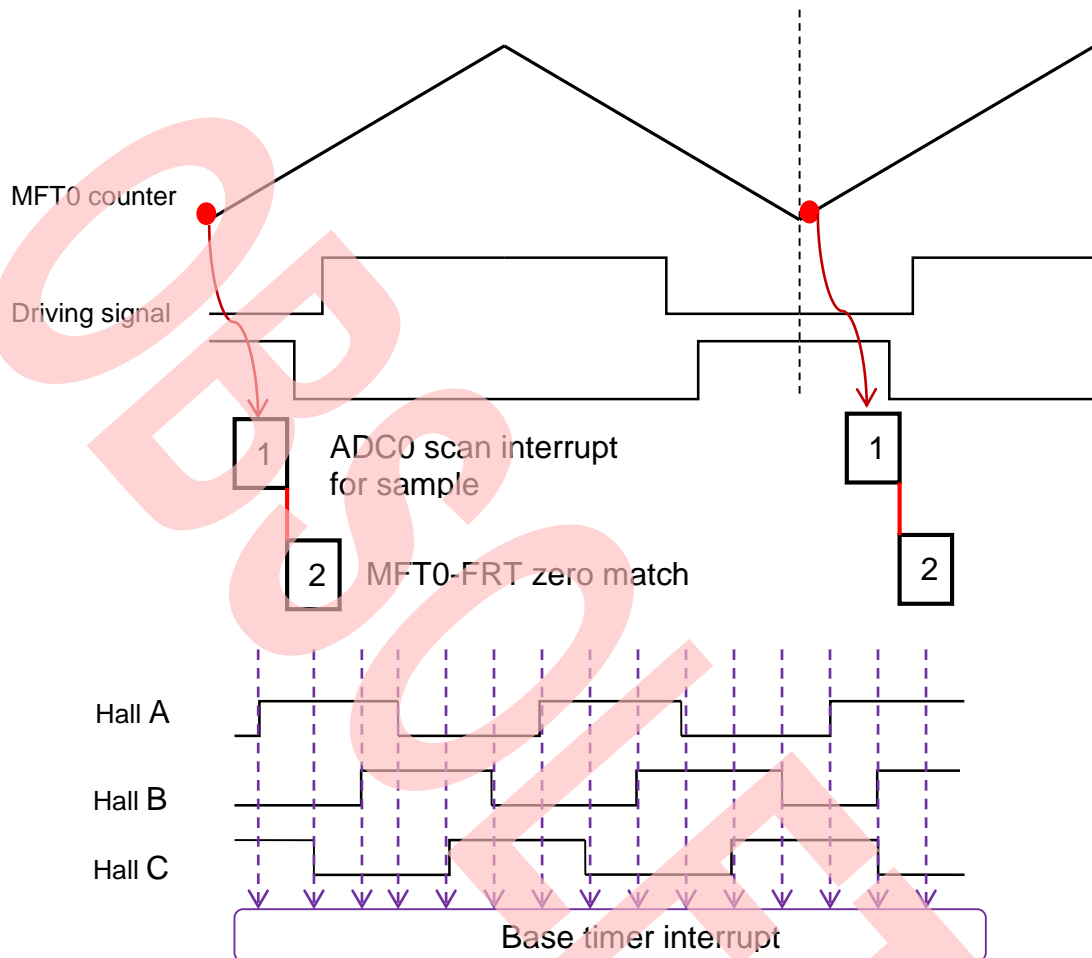 MFT0 counter
Driving signal
1
ADC0 scan interrupt
for sample
1
2
MFT0-FRT zero match
2
Hall A
Hall B
Hall C
Base timer interrupt
OBSOLET